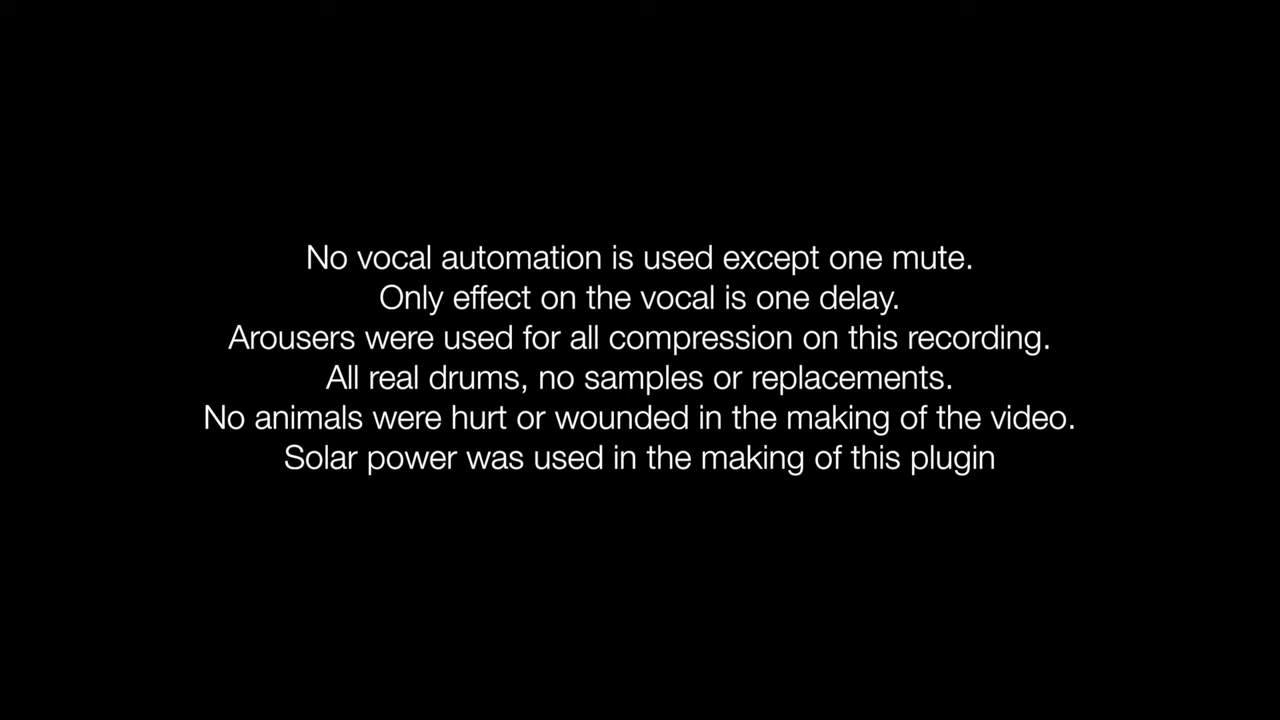 No vocal automation is used except one mute.
Only effect on the vocal is one delay.
Arousers were used for all compression on this recording.
All real drums, no samples or replacements.
No animals were hurt or wounded in the making of the video.
Solar power was used in the making of this plugin